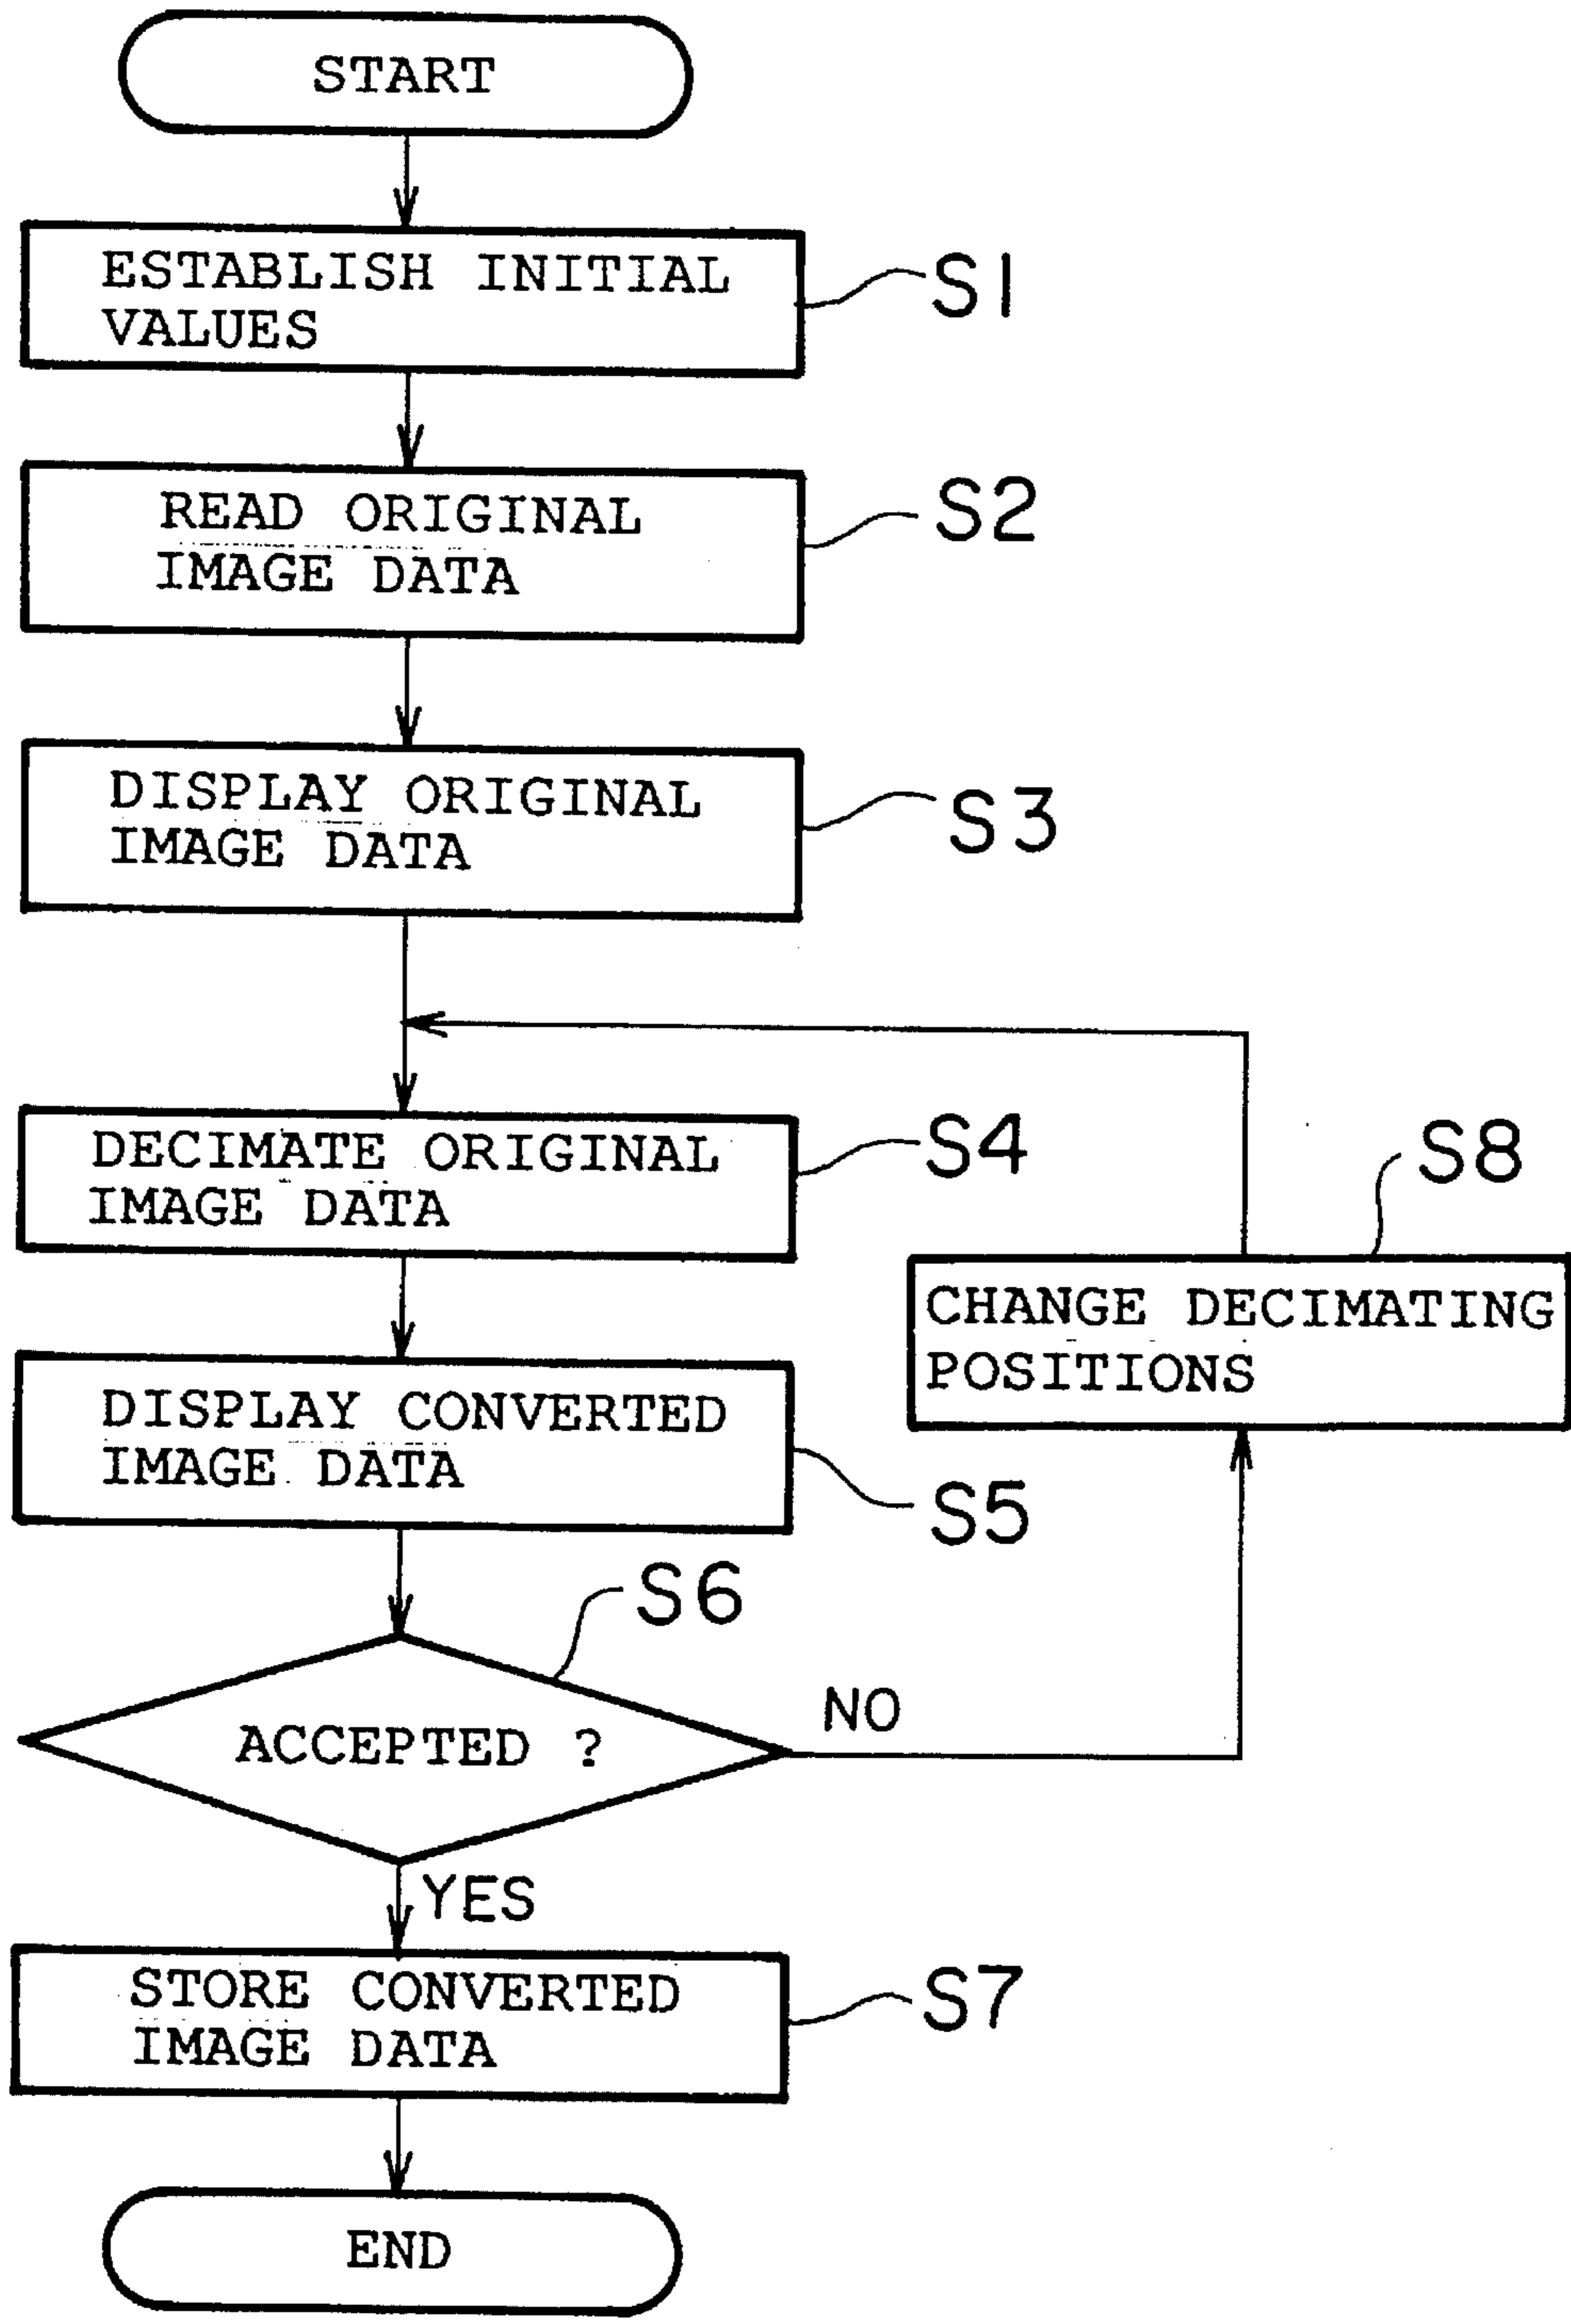 START
ESTABLISH INITIAL
VALUES
S1
READ ORIGINAL
IMAGE DATA
S2
DISPLAY ORIGINAL
IMAGE DATA
S3
DECIMATE ORIGINAL
IMAGE DATA
S4
S8
CHANGE DECIMATING
POSITIONS
DISPLAY CONVERTED
IMAGE DATA
S5
S6
ACCEPTED ?
NO
YES
STORE CONVERTED
IMAGE DATA
S7
END